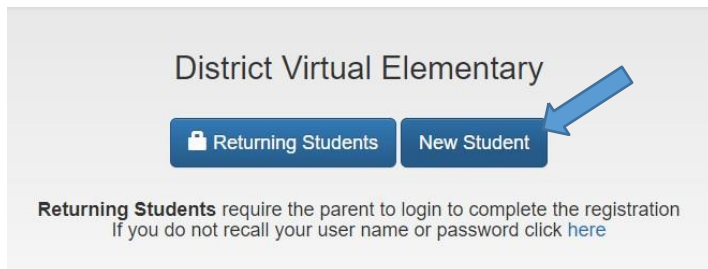 District Virtual Elementary
Returning Students
New Student
Returning Students require the parent to login to complete the registration
If you do not recall your user name or password click here